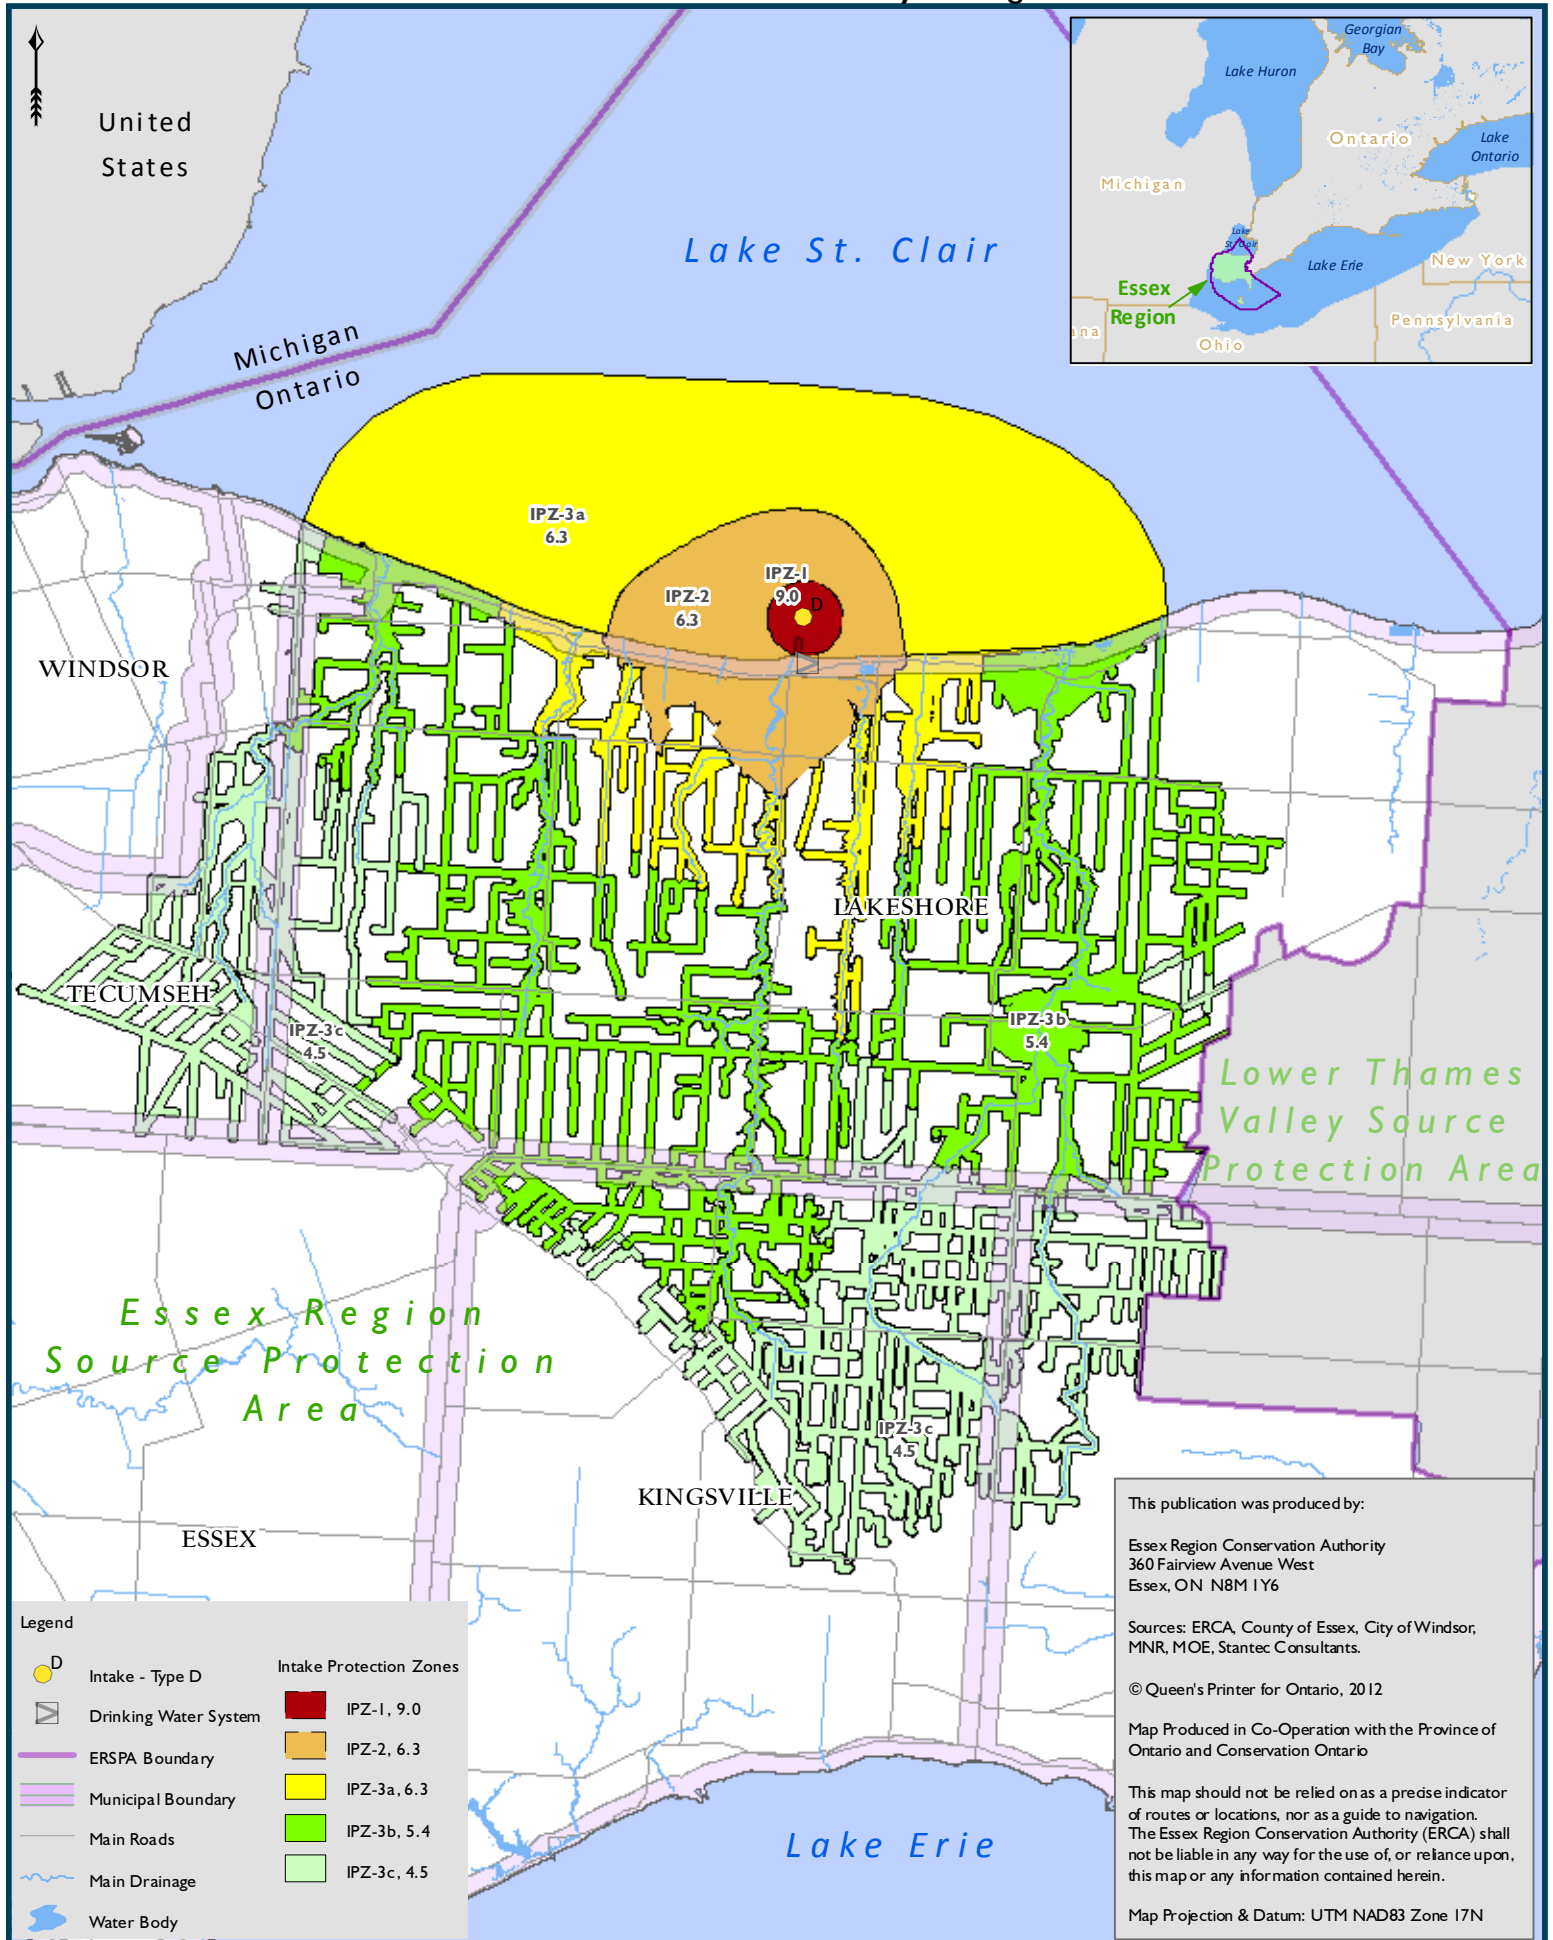 United
States
Lake St. Clair
Michigan
Ontario
Georgian
Bay
Lake Huron
Ontario
Lake
Ontario
Michigan
Lake
St. Clair
Lake Erie
New York
Essex
Region
Pennsylvania
ana
Ohio
IPZ-3a
6.3
IPZ-1
9.0
D
IPZ-2
6.3
WINDSOR
LAKESHORE
TECUMSEH
IPZ-3c
4.5
IPZ-3b
5.4
Lower Thames
Valley Source
Protection Area
Essex Region
Source Protection
Area
IPZ-3c
4.5
KINGSVILLE
ESSEX
Lake Erie
Legend
D
Intake - Type D
Drinking Water System
ERSPA Boundary
Municipal Boundary
Main Roads
Main Drainage
Water Body
Intake Protection Zones
IPZ-1, 9.0
IPZ-2, 6.3
IPZ-3a, 6.3
IPZ-3b, 5.4
IPZ-3c, 4.5
This publication was produced by:
Essex Region Conservation Authority
360 Fairview Avenue West
Essex, ON N8M 1Y6
Sources: ERCA, County of Essex, City of Windsor,
MNR, MOE, Stantec Consultants.
© Queen's Printer for Ontario, 2012
Map Produced in Co-Operation with the Province of
Ontario and Conservation Ontario
This map should not be relied on as a precise indicator
of routes or locations, nor as a guide to navigation.
The Essex Region Conservation Authority (ERCA) shall
not be liable in any way for the use of, or reliance upon,
this map or any information contained herein.
Map Projection & Datum: UTM NAD83 Zone 17N